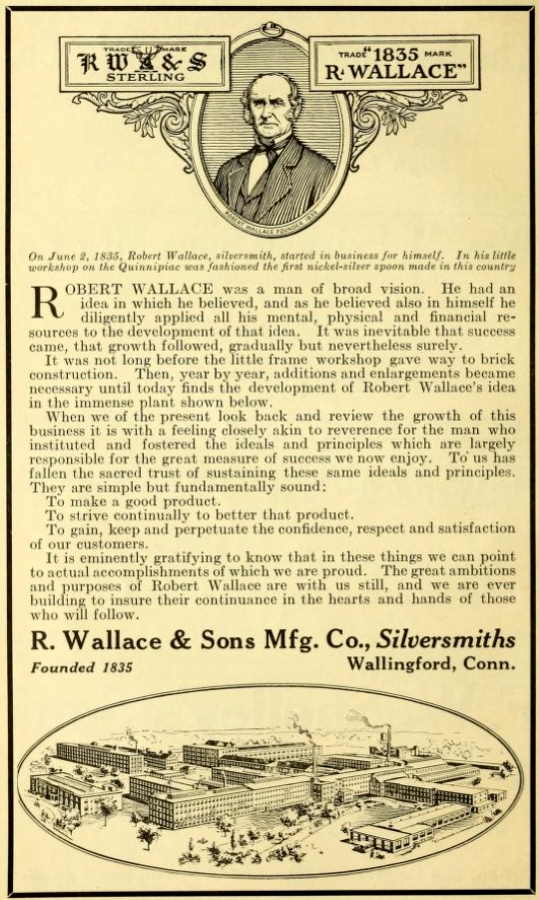 TRADE MARK
R W & S
STERLING
TRADE "1835 MARK
R. WALLACE"
ROBERT WALLACE FOUNDER 1835
On June 2, 1835, Robert Wallace, silversmith, started in business for himself. In his little
workshop on the Quinnipiac was fashioned the first nickel-silver spoon made in this country
ROBERT WALLACE was a man of broad vision. He had an
idea in which he believed, and as he believed also in himself he
diligently applied all his mental, physical and financial re-
sources to the development of that idea. It was inevitable that success
came, that growth followed, gradually but nevertheless surely.
It was not long before the little frame workshop gave way to brick
construction. Then, year by year, additions and enlargements became
necessary until today finds the development of Robert Wallace's idea
in the immense plant shown below.
When we of the present look back and review the growth of this
business it is with a feeling closely akin to reverence for the man who
instituted and fostered the ideals and principles which are largely
responsible for the great measure of success we now enjoy. To us has
fallen the sacred trust of sustaining these same ideals and principles.
They are simple but fundamentally sound:
To make a good product.
To strive continually to better that product.
To gain, keep and perpetuate the confidence, respect and satisfaction
of our customers.
It is eminently gratifying to know that in these things we can point
to actual accomplishments of which we are proud. The great ambitions
and purposes of Robert Wallace are with us still, and we are ever
building to insure their continuance in the hearts and hands of those
who will follow.
R. Wallace & Sons Mfg. Co., Silversmiths
Founded 1835 Wallingford, Conn.